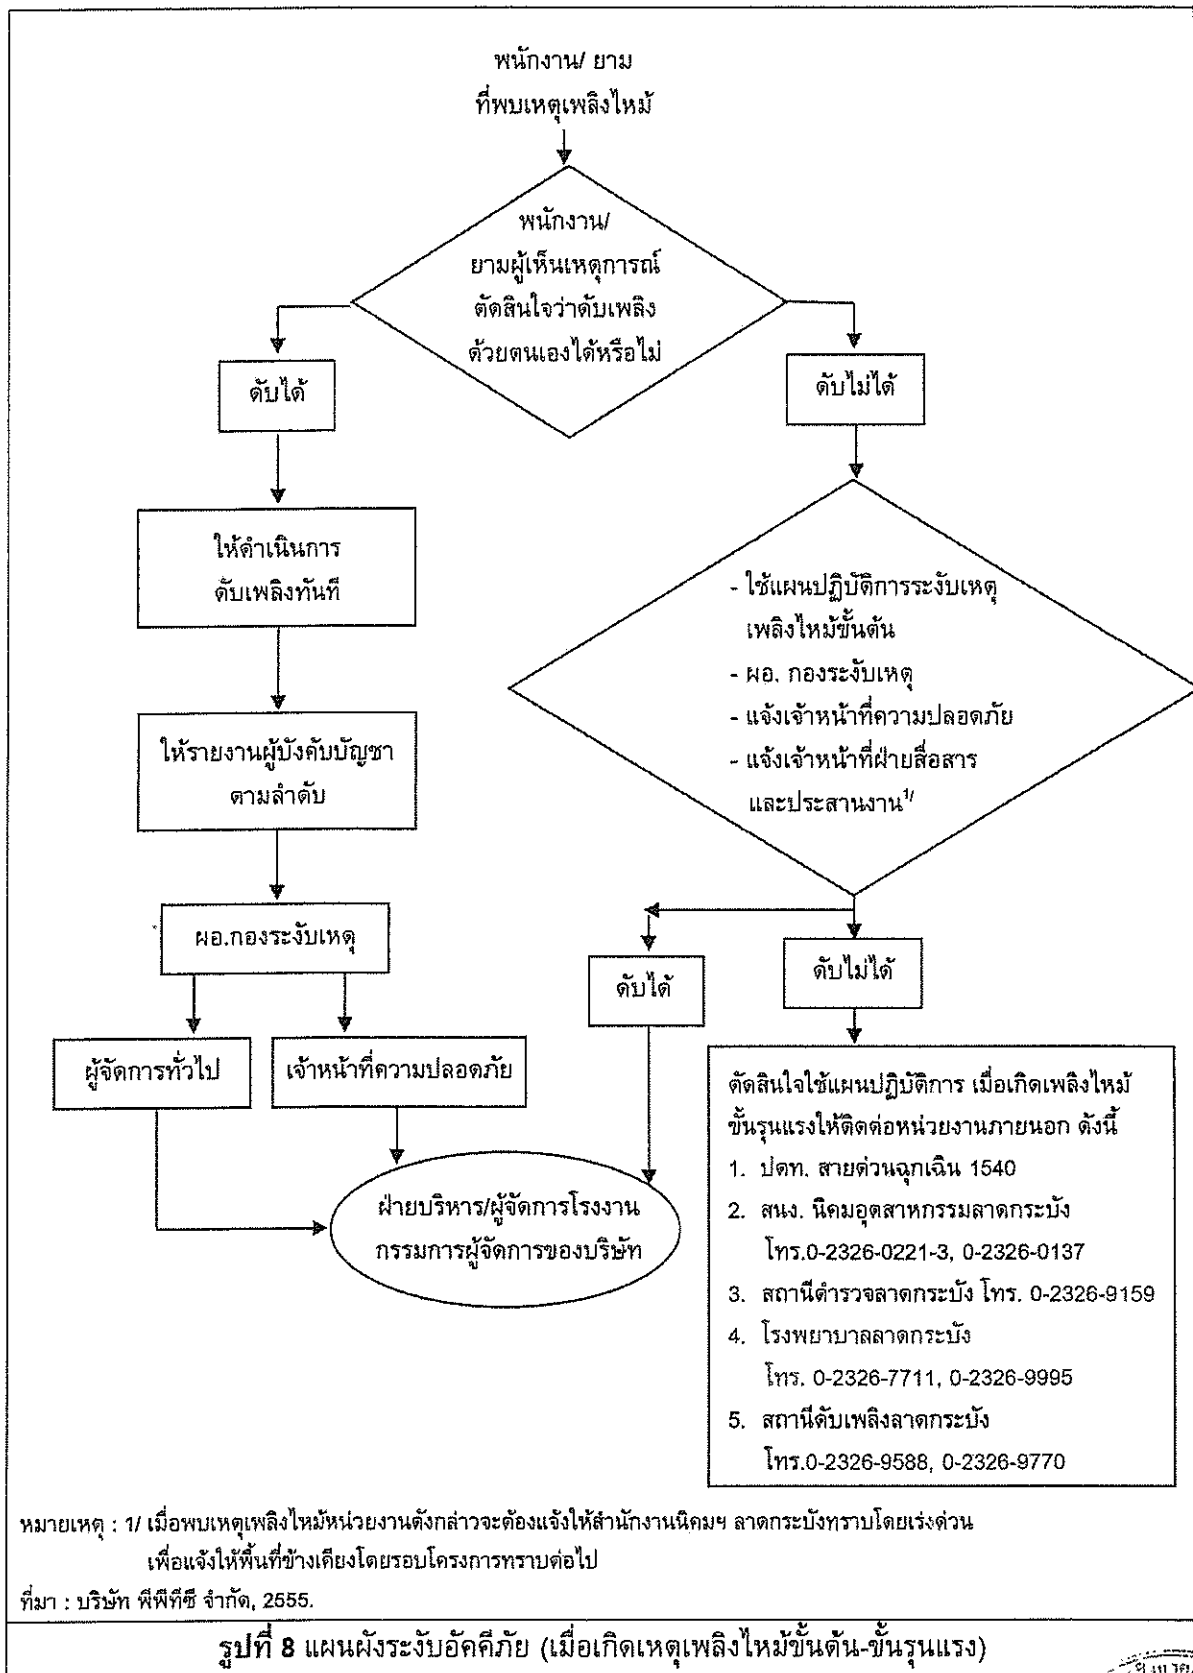 พนักงาน/ ยาม
ที่พบเหตุเพลิงไหม้
พนักงาน/
ยามผู้เห็นเหตุการณ์
ตัดสินใจว่าดับเพลิง
ด้วยตนเองได้หรือไม่
ดับได้
ดับไม่ได้
ให้ดำเนินการ
ดับเพลิงทันที
- ใช้แผนปฏิบัติการระงับเหตุ
เพลิงไหม้ขั้นต้น
- ผอ. กองระงับเหตุ
- แจ้งเจ้าหน้าที่ความปลอดภัย
- แจ้งเจ้าหน้าที่ฝ่ายสื่อสาร
และประสานงาน1/
ให้รายงานผู้บังคับบัญชา
ตามลำดับ
ผอ.กองระงับเหตุ
ดับได้
ดับไม่ได้
ผู้จัดการทั่วไป
เจ้าหน้าที่ความปลอดภัย
ฝ่ายบริหาร/ผู้จัดการโรงงาน
กรรมการผู้จัดการของบริษัท
ตัดสินใจใช้แผนปฏิบัติการ เมื่อเกิดเพลิงไหม้
ขั้นรุนแรงให้ติดต่อหน่วยงานภายนอก ดังนี้
1. ปตท. สายด่วนฉุกเฉิน 1540
2. สนง. นิคมอุตสาหกรรมลาดกระบัง
โทร.0-2326-0221-3, 0-2326-0137
3. สถานีตำรวจลาดกระบัง โทร. 0-2326-9159
4. โรงพยาบาลลาดกระบัง
โทร. 0-2326-7711, 0-2326-9995
5. สถานีดับเพลิงลาดกระบัง
โทร.0-2326-9588, 0-2326-9770
หมายเหตุ : 1/ เมื่อพบเหตุเพลิงไหม้หน่วยงานดังกล่าวจะต้องแจ้งให้สำนักงานนิคมฯ ลาดกระบังทราบโดยเร่งด่วน
เพื่อแจ้งให้พื้นที่ข้างเคียงโดยรอบโครงการทราบต่อไป
ที่มา : บริษัท พีพีทีซี จำกัด, 2555.
รูปที่ 8 แผนผังระงับอัคคีภัย (เมื่อเกิดเหตุเพลิงไหม้ขั้นต้น-ขั้นรุนแรง)